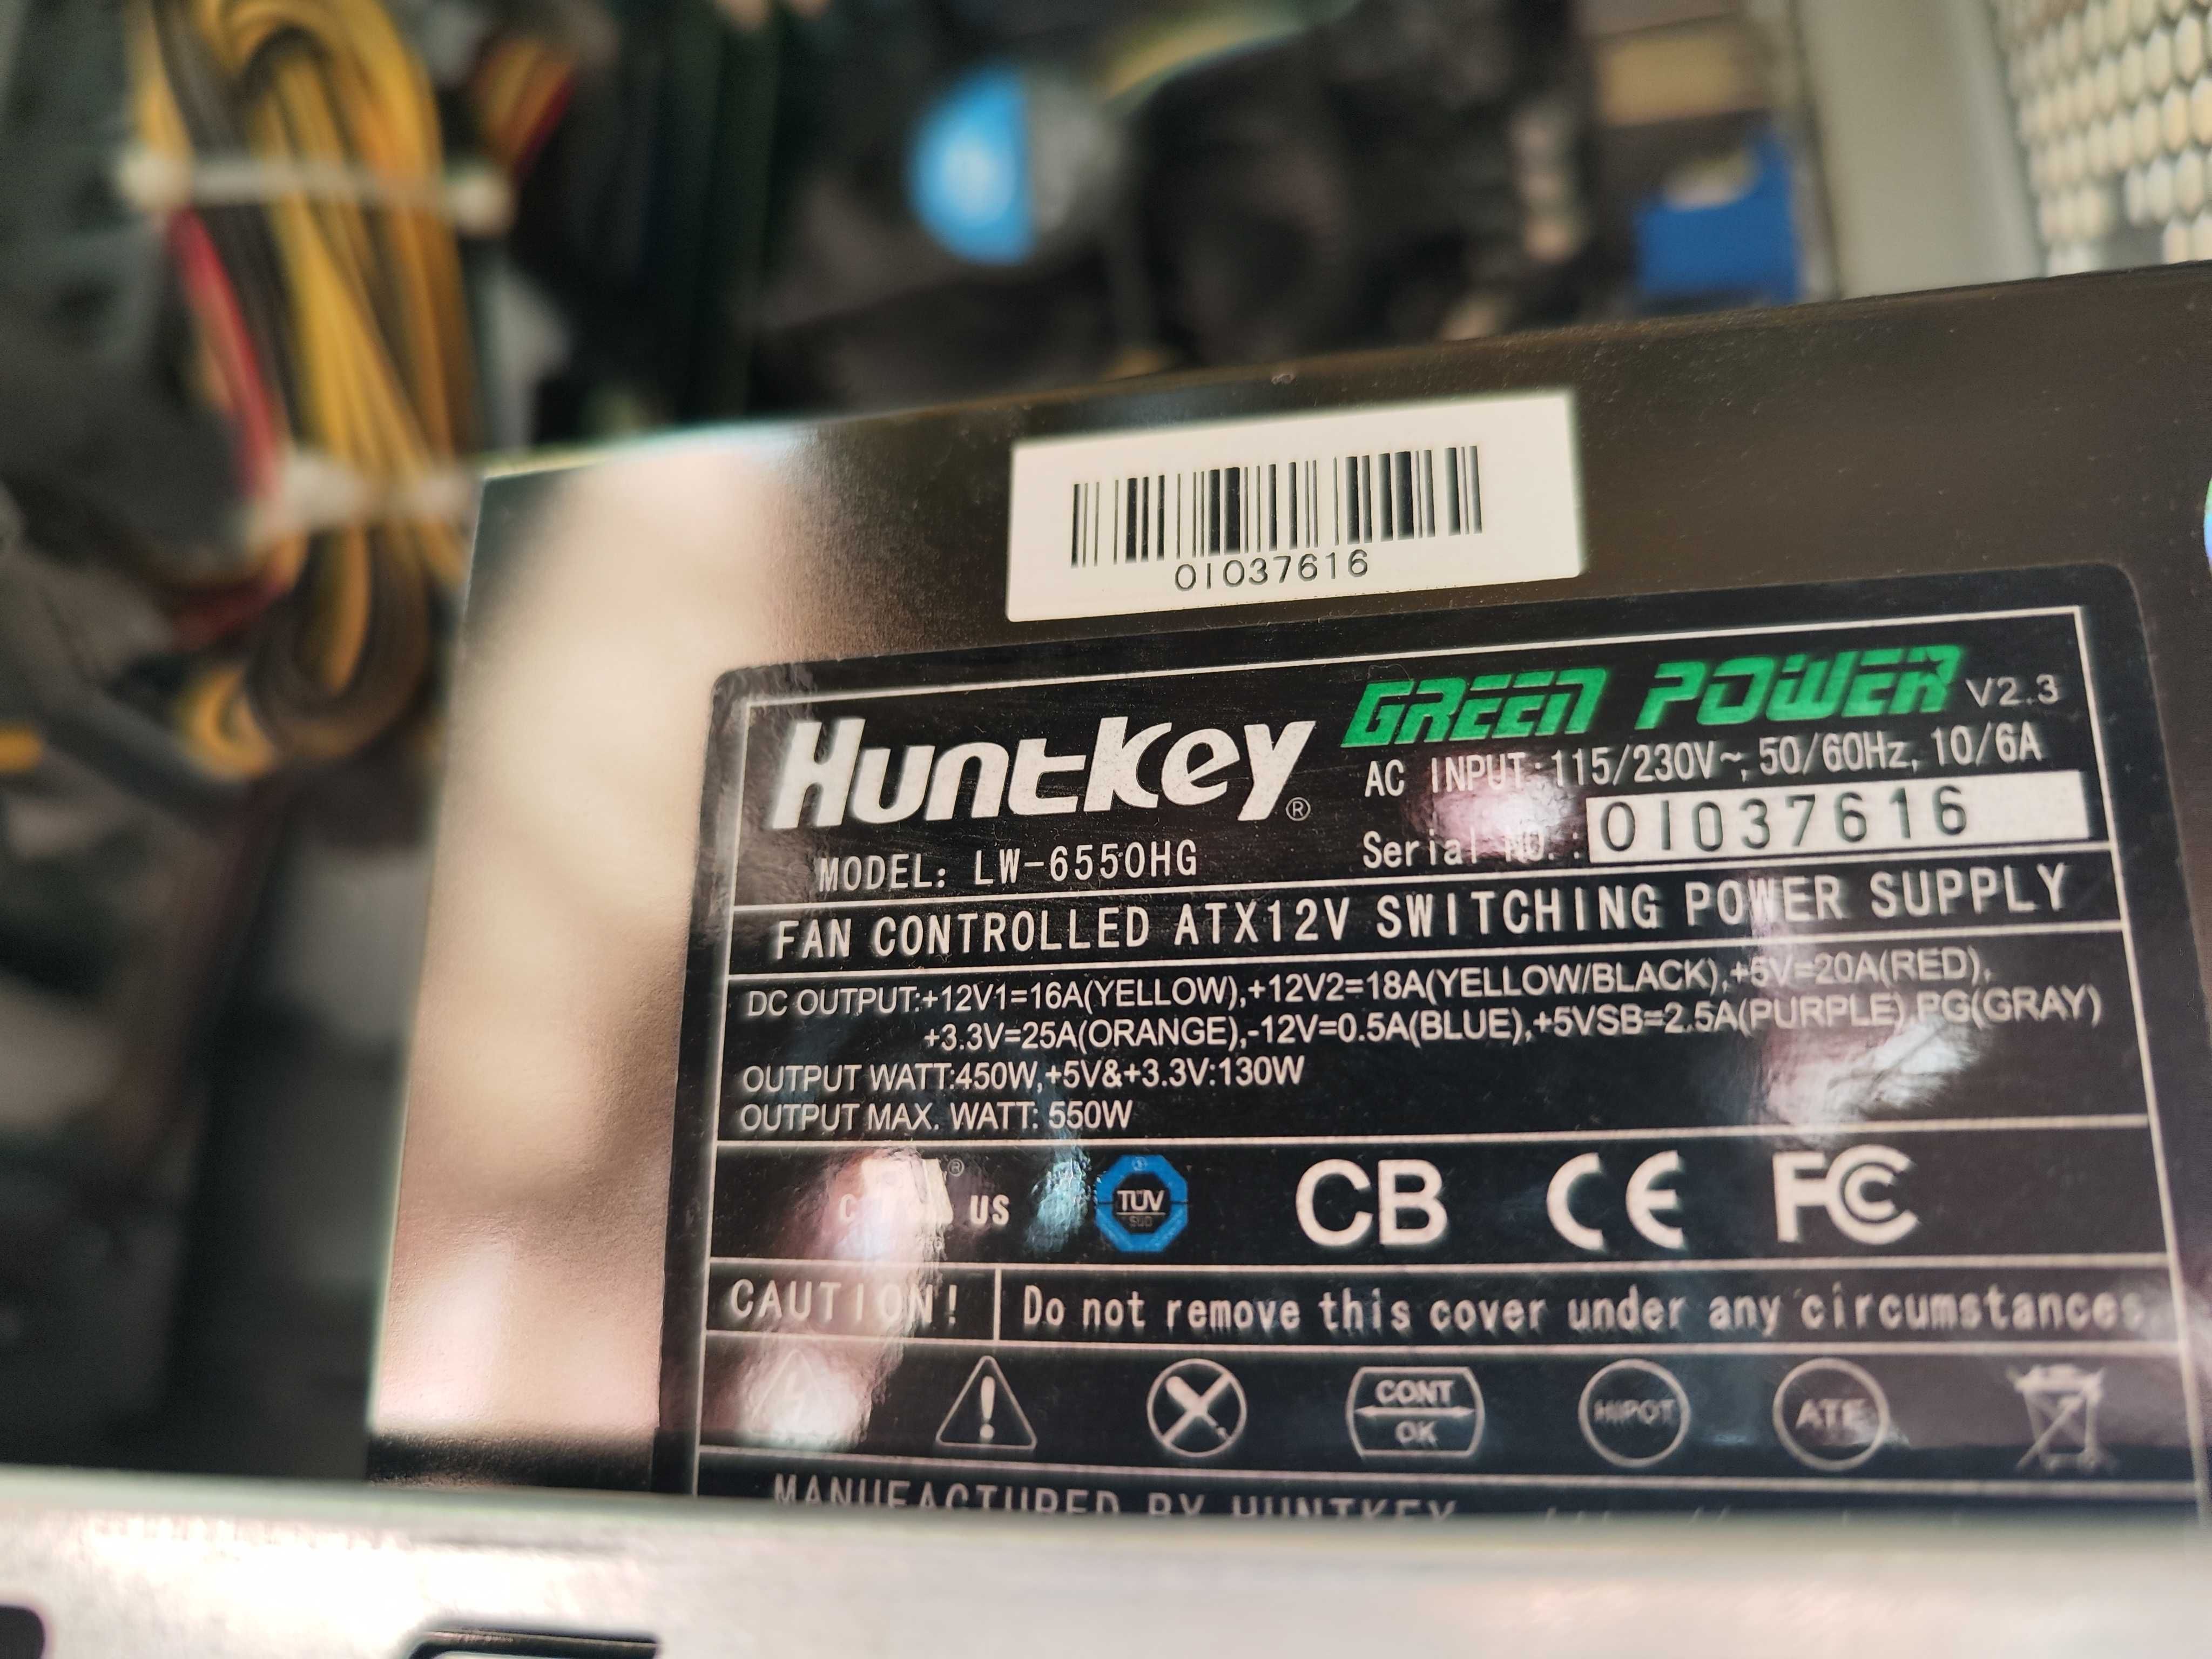 01037616
Huntkey®
GREEN POWER V2.3
AC INPUT:115/230V~, 50/60Hz, 10/6A
MODEL: LW-6550HG
Serial NO.: 01037616
FAN CONTROLLED ATX12V SWITCHING POWER SUPPLY
DC OUTPUT:+12V1=16A(YELLOW),+12V2=18A(YELLOW/BLACK),+5V=20A(RED),
+3.3V=25A(ORANGE),-12V=0.5A(BLUE),+5VSB=2.5A(PURPLE),PG(GRAY)
OUTPUT WATT:450W,+5V&+3.3V:130W
OUTPUT MAX. WATT: 550W
C ® US TÜV SÜD CB CE FC
CAUTION! Do not remove this cover under any circumstances
CONT OK HIPOT ATE
MANUFACTURED BY HUNTKEY